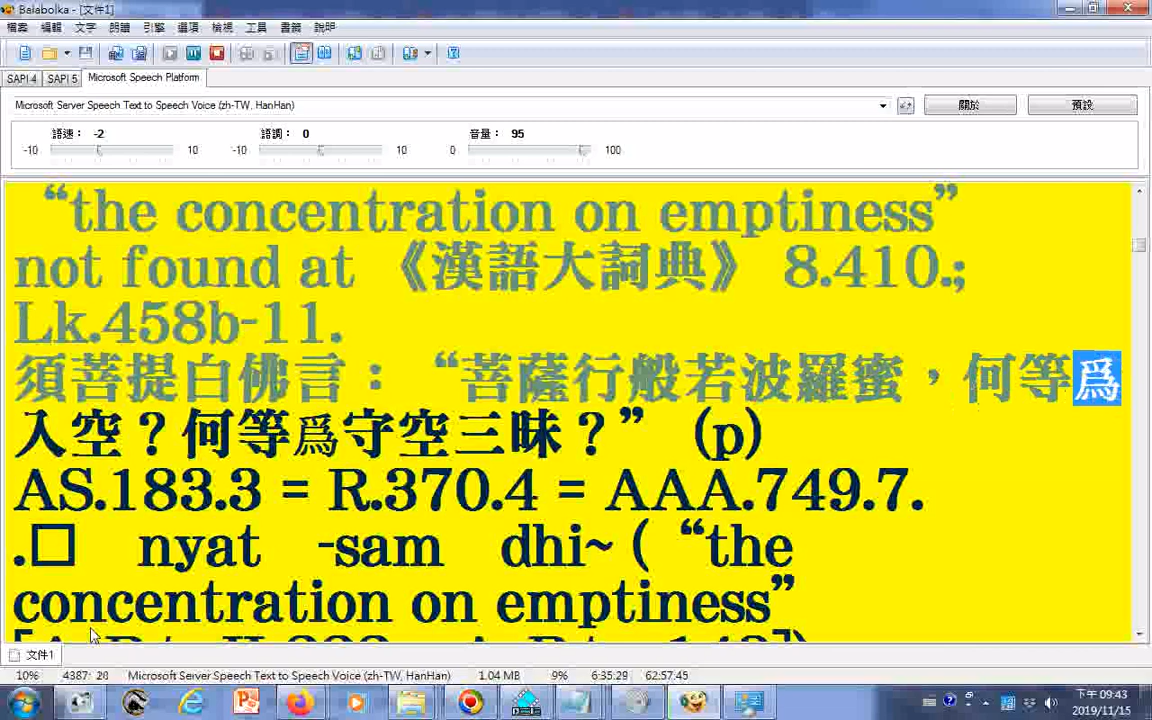 Balabolka - [文件1]
檔案 編輯 文字 朗讀 引擎 選項 檢視 工具 書籤 說明
SAPI 4 SAPI 5 Microsoft Speech Platform
Microsoft Server Speech Text to Speech Voice (zh-TW, HanHan) 關於 預設
語速： -2 語調： 0 音量： 95
-10 10 -10 10 0 100
“the concentration on emptiness”
not found at 《漢語大詞典》 8.410.;
Lk.458b-11.
須菩提白佛言：“菩薩行般若波羅蜜，何等爲
入空？何等爲守空三昧？” (p)
AS.183.3 = R.370.4 = AAA.749.7.
.□ nyat -sam dhi~ ( “the
concentration on emptiness”
文件1
10% 4387: 20 Microsoft Server Speech Text to Speech Voice (zh-TW, HanHan) 1.04 MB 9% 6:35:29 62:57:45
下午 09:43
2019/11/15